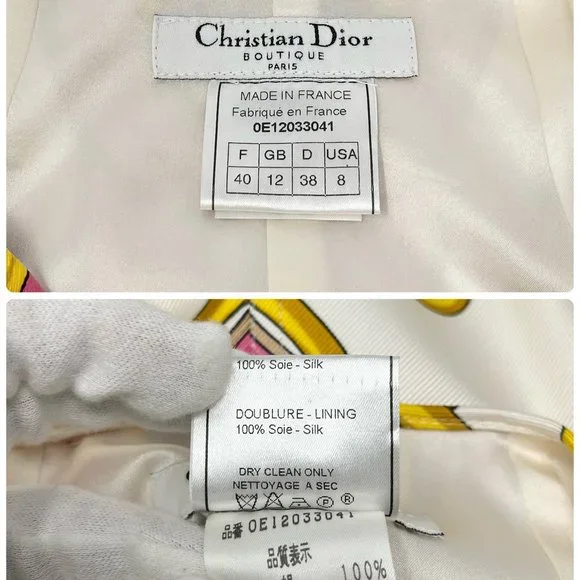 Christian Dior
BOUTIQUE
PARIS
MADE IN FRANCE
Fabriqué en France
0E12033041
F GB D USA
40 12 38 8
100% Soie - Silk
DOUBLURE - LINING
100% Soie - Silk
DRY CLEAN ONLY
NETTOYAGE A SEC
P R
品番 0E12033041
品質表示
絹 100%